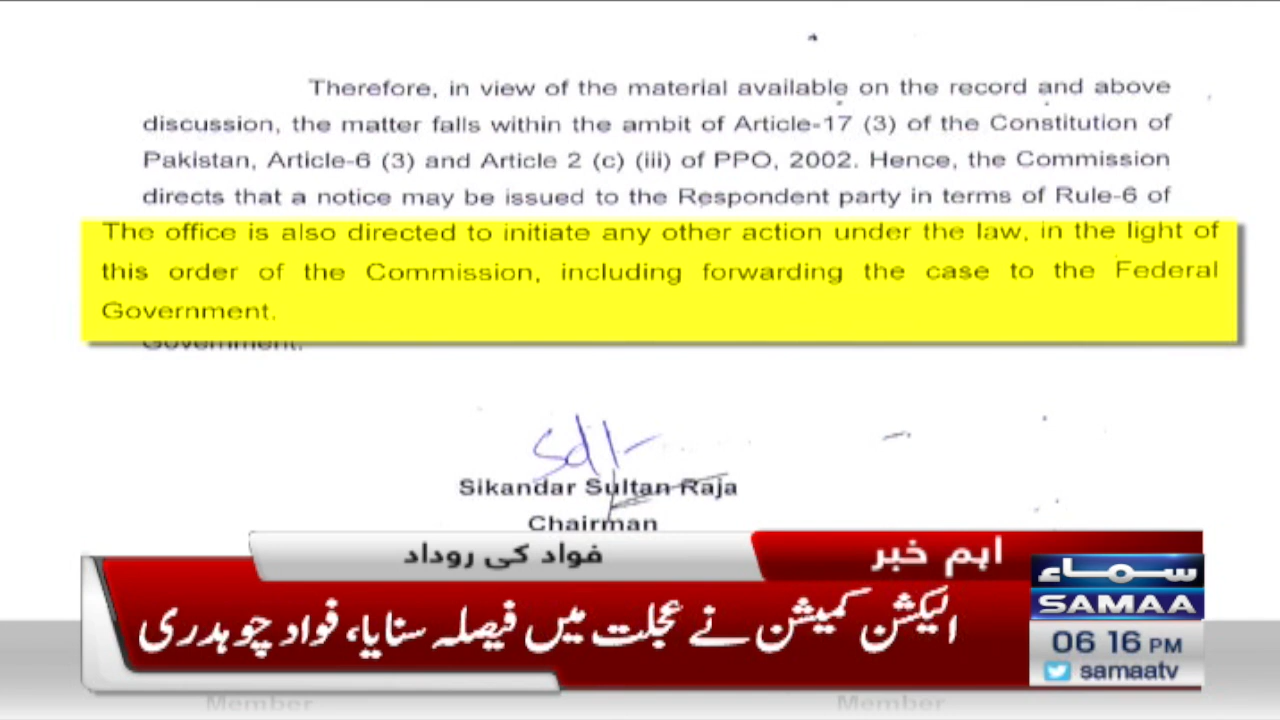 Therefore, in view of the material available on the record and above
discussion, the matter falls within the ambit of Article-17 (3) of the Constitution of
Pakistan, Article-6 (3) and Article 2 (c) (iii) of PPO, 2002. Hence, the Commission
directs that a notice may be issued to the Respondent party in terms of Rule-6 of
The office is also directed to initiate any other action under the law, in the light of
this order of the Commission, including forwarding the case to the Federal
Government.
Government.
Sd/-
Sikandar Sultan Raja
Chairman
اہم خبر
فواد کی روداد
الیکشن کمیشن نے عجلت میں فیصلہ سنایا، فواد چوہدری
سماء
SAMAA
06 16 PM
samaatv
Member Member